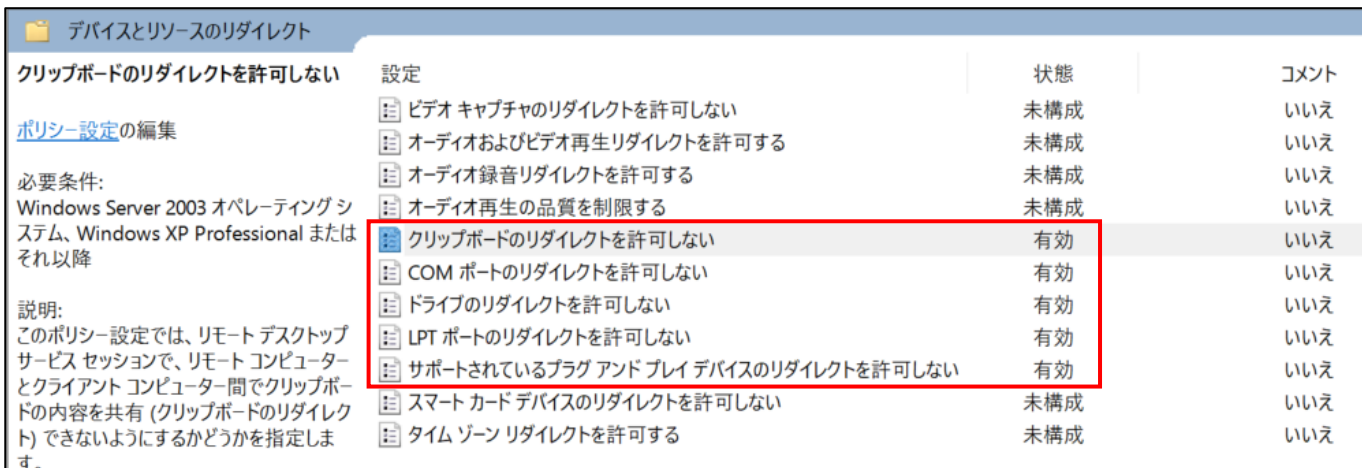 デバイスとリソースのリダイレクト
クリップボードのリダイレクトを許可しない
ポリシー設定の編集
必要条件:
Windows Server 2003 オペレーティング シ
ステム、Windows XP Professional または
それ以降
説明:
このポリシー設定では、リモート デスクトップ
サービス セッションで、リモート コンピューター
とクライアント コンピューター間でクリップボー
ドの内容を共有 (クリップボードのリダイレク
ト) できないようにするかどうかを指定しま
す。
設定 状態 コメント
ビデオ キャプチャのリダイレクトを許可しない 未構成 いいえ
オーディオおよびビデオ再生リダイレクトを許可する 未構成 いいえ
オーディオ録音リダイレクトを許可する 未構成 いいえ
オーディオ再生の品質を制限する 未構成 いいえ
クリップボードのリダイレクトを許可しない 有効 いいえ
COM ポートのリダイレクトを許可しない 有効 いいえ
ドライブのリダイレクトを許可しない 有効 いいえ
LPT ポートのリダイレクトを許可しない 有効 いいえ
サポートされているプラグ アンド プレイ デバイスのリダイレクトを許可しない 有効 いいえ
スマート カード デバイスのリダイレクトを許可しない 未構成 いいえ
タイム ゾーン リダイレクトを許可する 未構成 いいえ